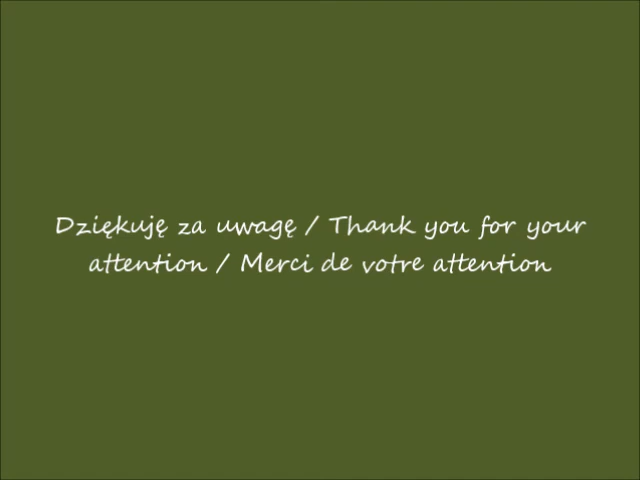 Dziękuję za uwagę / Thank you for your
attention / Merci de votre attention